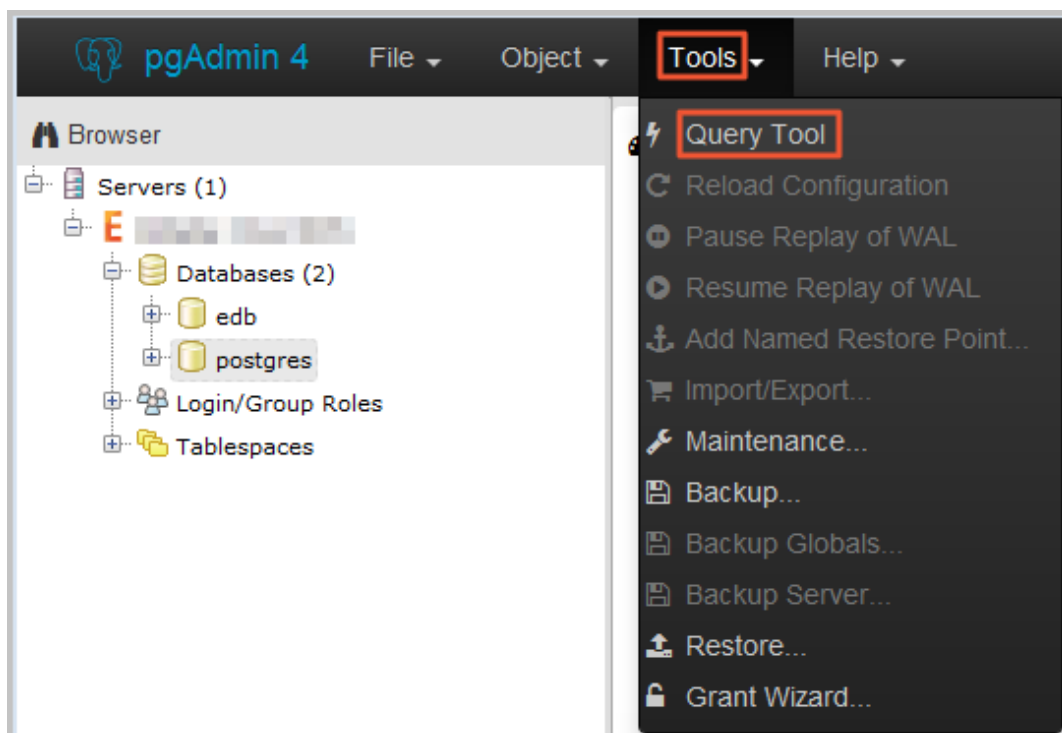 pgAdmin 4 File Object Tools Help
Browser
Servers (1)
Databases (2)
edb
postgres
Login/Group Roles
Tablespaces
Query Tool
Reload Configuration
Pause Replay of WAL
Resume Replay of WAL
Add Named Restore Point...
Import/Export...
Maintenance...
Backup...
Backup Globals...
Backup Server...
Restore...
Grant Wizard...